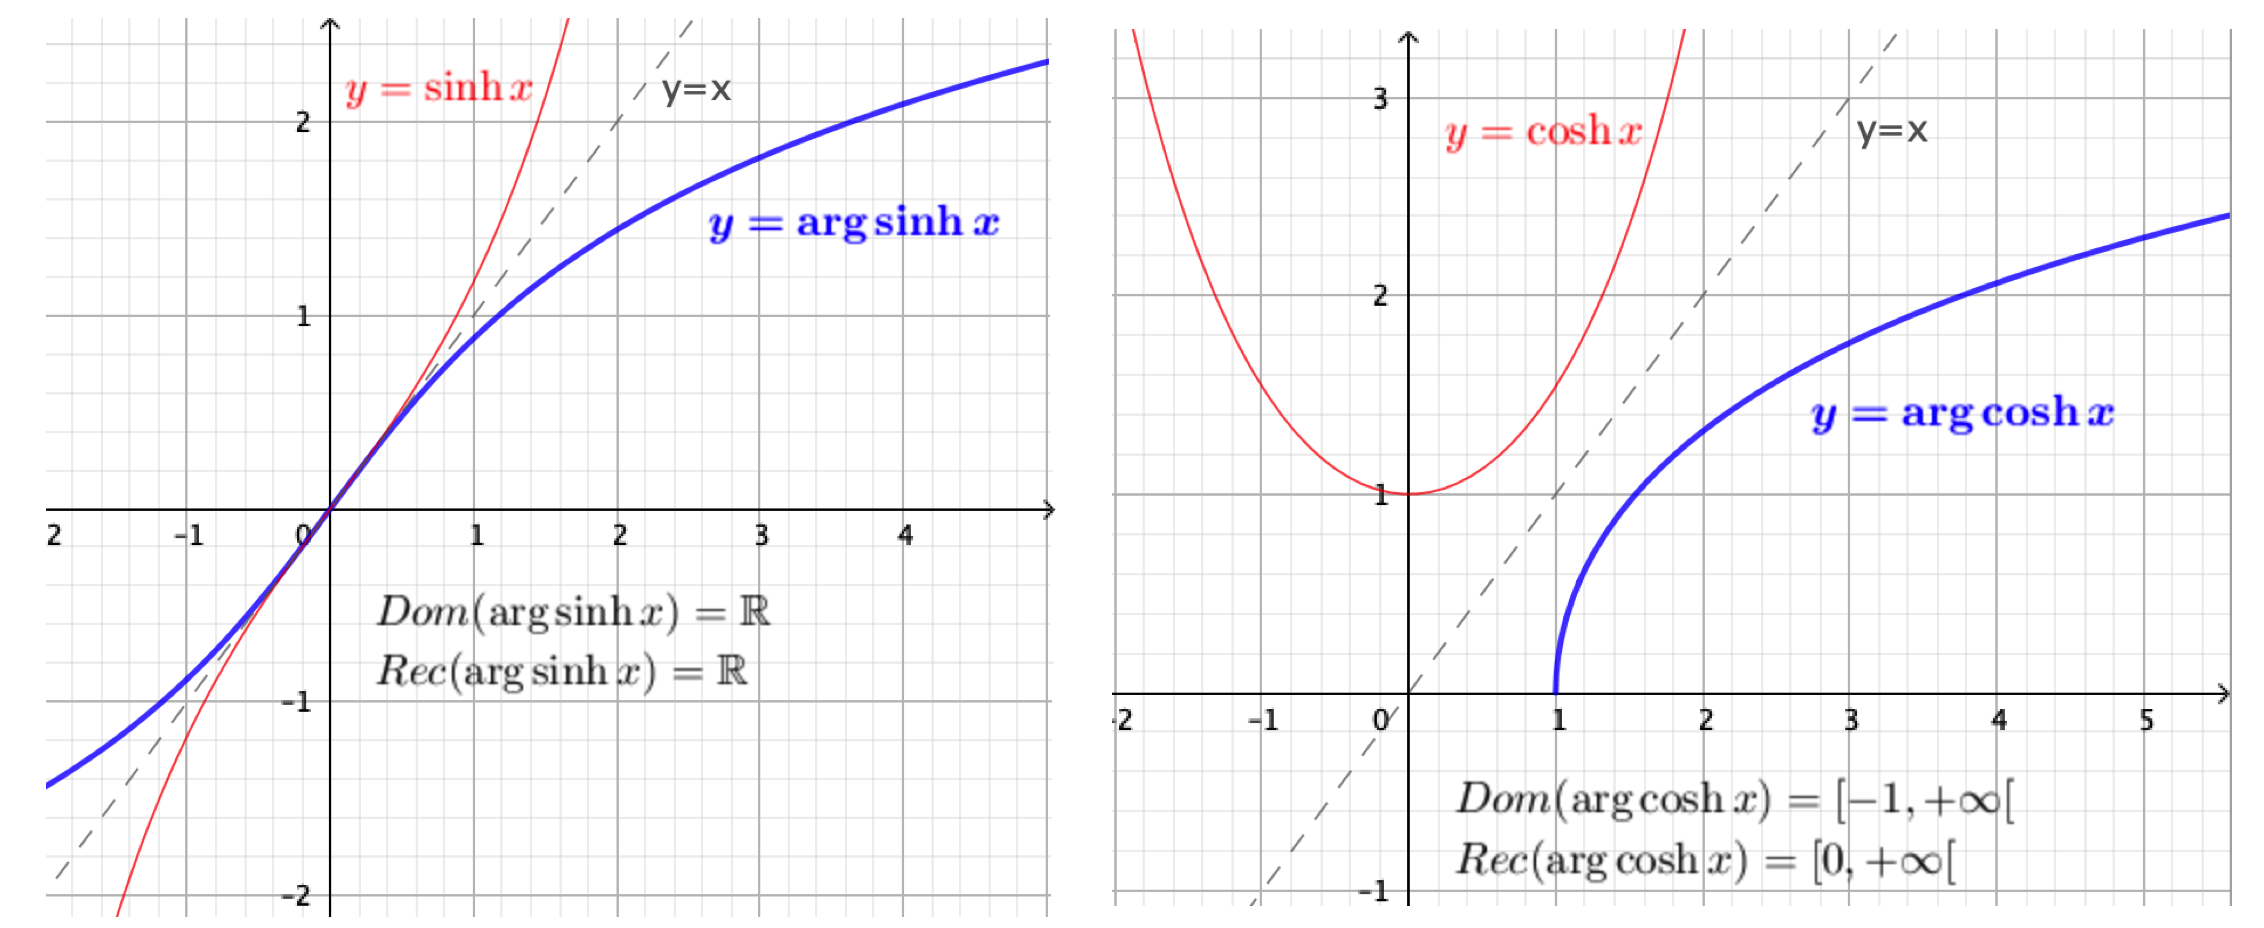 y = sinh x
y=x
2
y = arg sinh x
1
2 -1 0 1 2 3 4
Dom(arg sinh x) = ℝ
Rec(arg sinh x) = ℝ
-1
-2
3
y = cosh x
y=x
2
y = arg cosh x
1
-2 -1 0 1 2 3 4 5
Dom(arg cosh x) = [−1, +∞[
Rec(arg cosh x) = [0, +∞[
-1